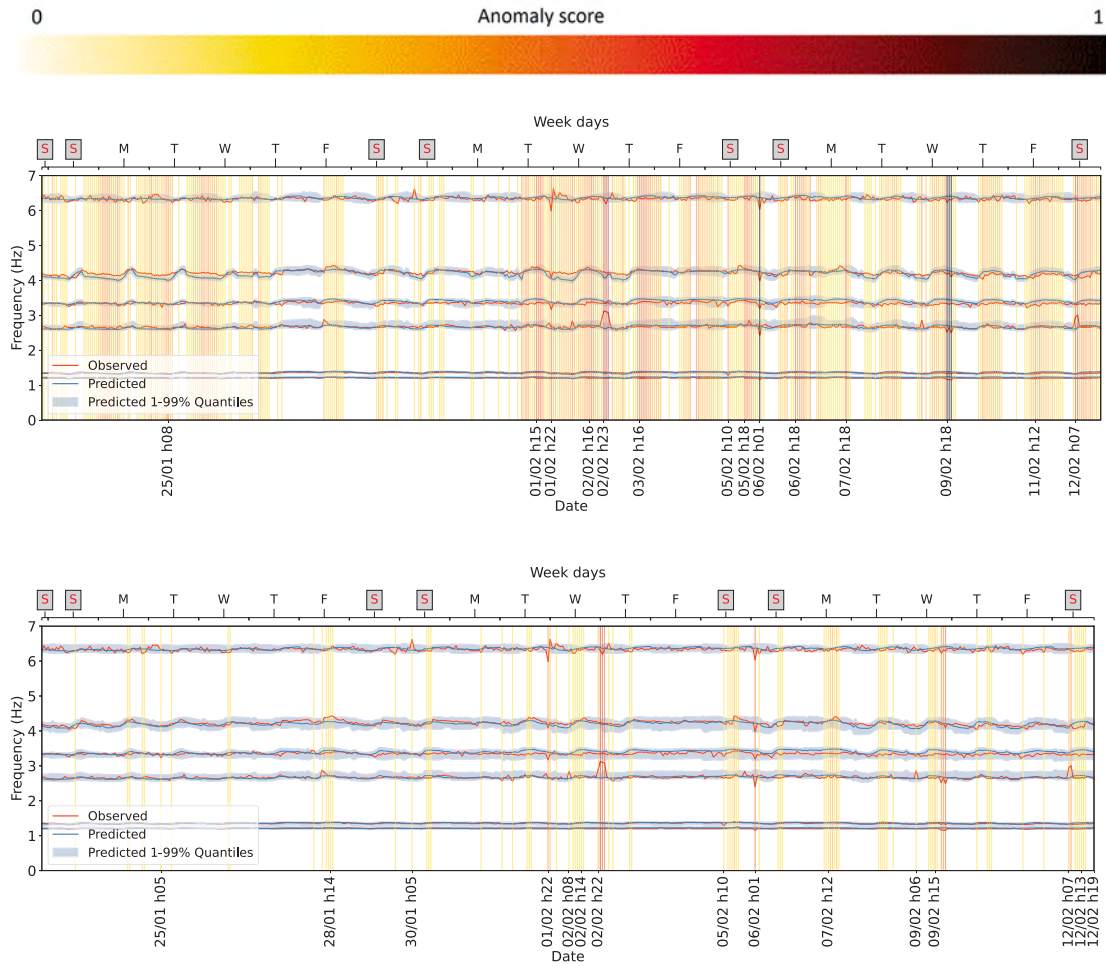 0 Anomaly score 1
Week days
S S M T W T F S S M T W T F S S M T W T F S
7
6
5
4
3
2
1
0
Frequency (Hz)
Observed
Predicted
Predicted 1-99% Quantiles
25/01 h08
01/02 h15
01/02 h22
02/02 h16
02/02 h23
03/02 h16
05/02 h10
05/02 h18
06/02 h01
06/02 h18
07/02 h18
09/02 h18
11/02 h12
12/02 h07
Date
Week days
S S M T W T F S S M T W T F S S M T W T F S
7
6
5
4
3
2
1
0
Frequency (Hz)
Observed
Predicted
Predicted 1-99% Quantiles
25/01 h05
28/01 h14
30/01 h05
01/02 h22
02/02 h08
02/02 h14
02/02 h22
05/02 h10
06/02 h01
07/02 h12
09/02 h06
09/02 h15
12/02 h07
12/02 h13
12/02 h19
Date